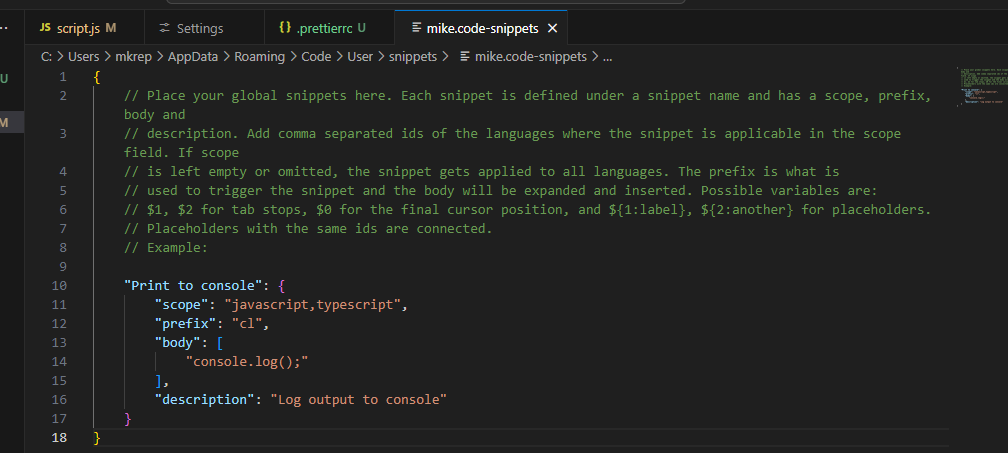 JS script.js M
Settings
{} .prettierrc U
mike.code-snippets
C: > Users > mkrep > AppData > Roaming > Code > User > snippets > mike.code-snippets > ...
U
M
1 {
2 // Place your global snippets here. Each snippet is defined under a snippet name and has a scope, prefix,
body and
3 // description. Add comma separated ids of the languages where the snippet is applicable in the scope
field. If scope
4 // is left empty or omitted, the snippet gets applied to all languages. The prefix is what is
5 // used to trigger the snippet and the body will be expanded and inserted. Possible variables are:
6 // $1, $2 for tab stops, $0 for the final cursor position, and ${1:label}, ${2:another} for placeholders.
7 // Placeholders with the same ids are connected.
8 // Example:
9
10 "Print to console": {
11 "scope": "javascript,typescript",
12 "prefix": "cl",
13 "body": [
14 "console.log();"
15 ],
16 "description": "Log output to console"
17 }
18 }